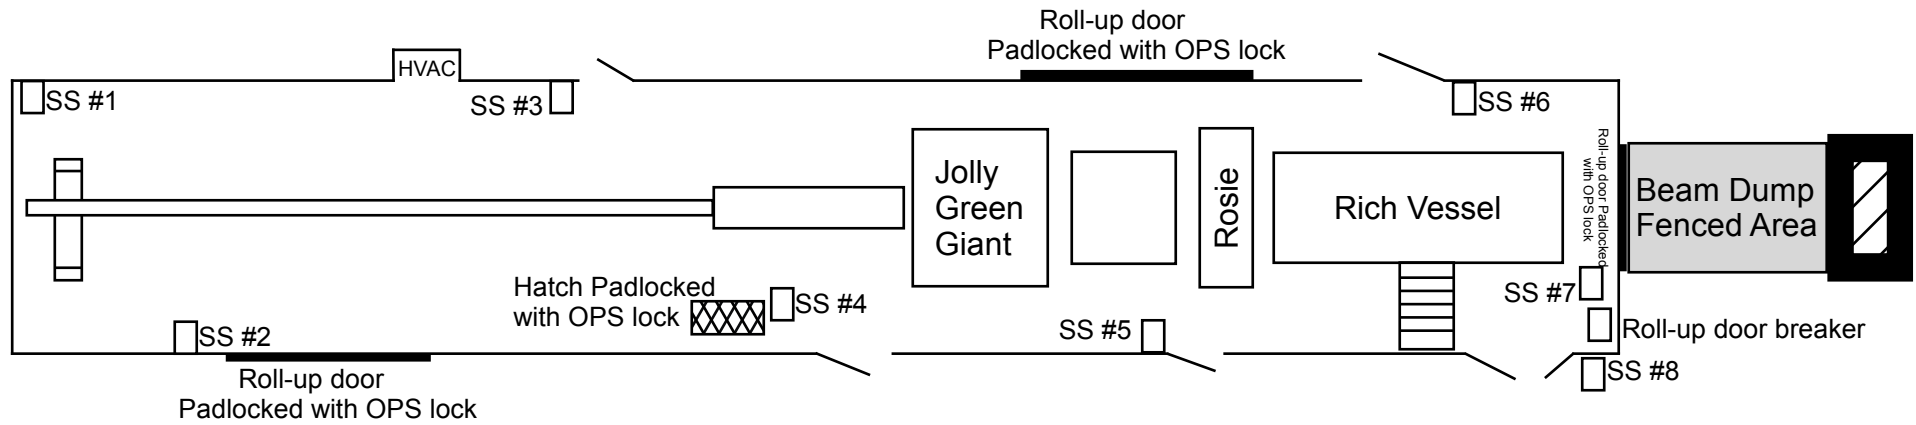 Roll-up door
Padlocked with OPS lock
HVAC
SS #1
SS #3
SS #6
Roll-up door Padlocked
with OPS lock
Jolly
Green
Giant
Rosie
Rich Vessel
Beam Dump
Fenced Area
Hatch Padlocked
with OPS lock
SS #4
SS #7
SS #2
SS #5
Roll-up door breaker
Roll-up door
Padlocked with OPS lock
SS #8